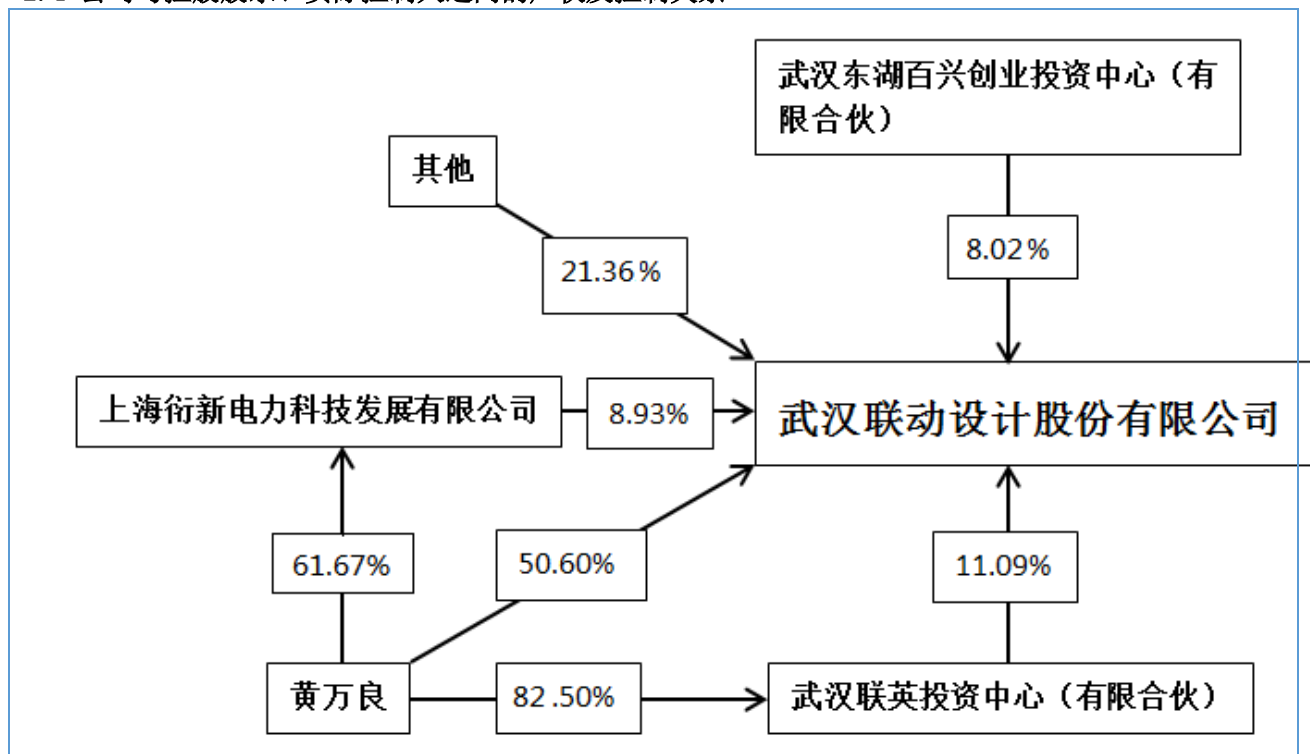 武汉东湖百兴创业投资中心（有
限合伙）
其他
8.02%
21.36%
上海衍新电力科技发展有限公司
8.93%
武汉联动设计股份有限公司
61.67%
50.60%
11.09%
黄万良
82.50%
武汉联英投资中心（有限合伙）